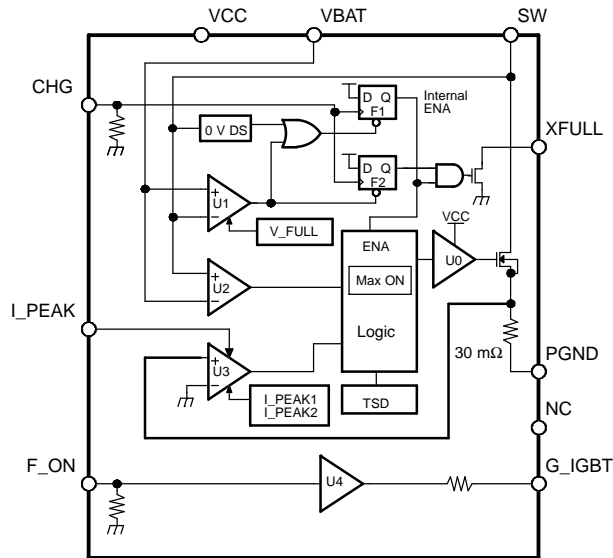 VCC VBAT SW
CHG
D Q
F1
Internal
ENA
XFULL
0 V DS
D Q
F2
+
U1
–
V_FULL
ENA
VCC
U0
+
U2
–
Max ON
I_PEAK
Logic
+
U3
–
30 mΩ
PGND
I_PEAK1
I_PEAK2
TSD
NC
F_ON
U4
G_IGBT